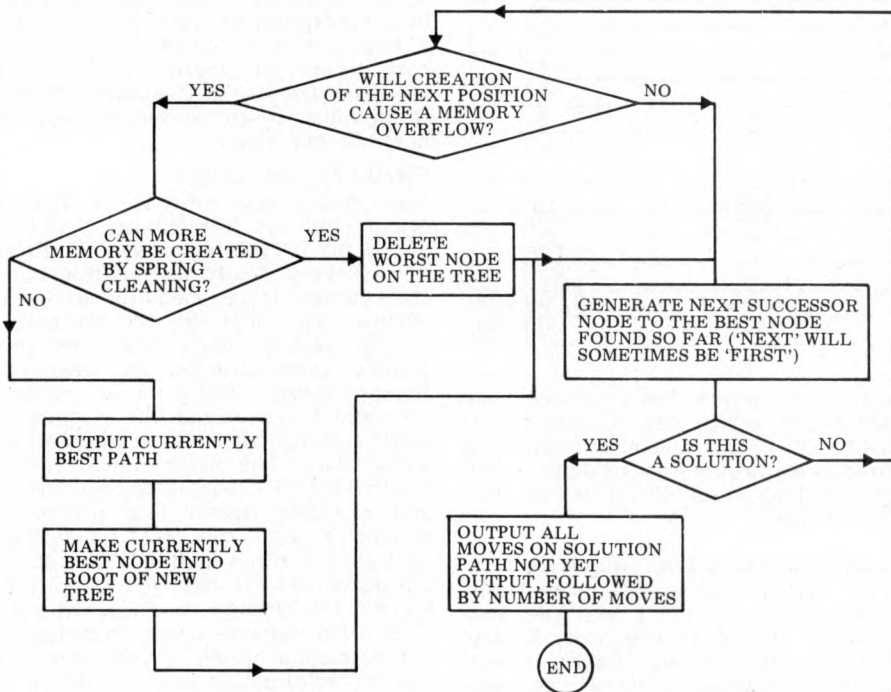 WILL CREATION
OF THE NEXT POSITION
CAUSE A MEMORY
OVERFLOW?
YES
NO
CAN MORE
MEMORY BE CREATED
BY SPRING
CLEANING?
YES
NO
DELETE
WORST NODE
ON THE TREE
GENERATE NEXT SUCCESSOR
NODE TO THE BEST NODE
FOUND SO FAR ('NEXT' WILL
SOMETIMES BE 'FIRST')
OUTPUT CURRENTLY
BEST PATH
YES
IS THIS
A SOLUTION?
NO
MAKE CURRENTLY
BEST NODE INTO
ROOT OF NEW
TREE
OUTPUT ALL
MOVES ON SOLUTION
PATH NOT YET
OUTPUT, FOLLOWED
BY NUMBER OF MOVES
END